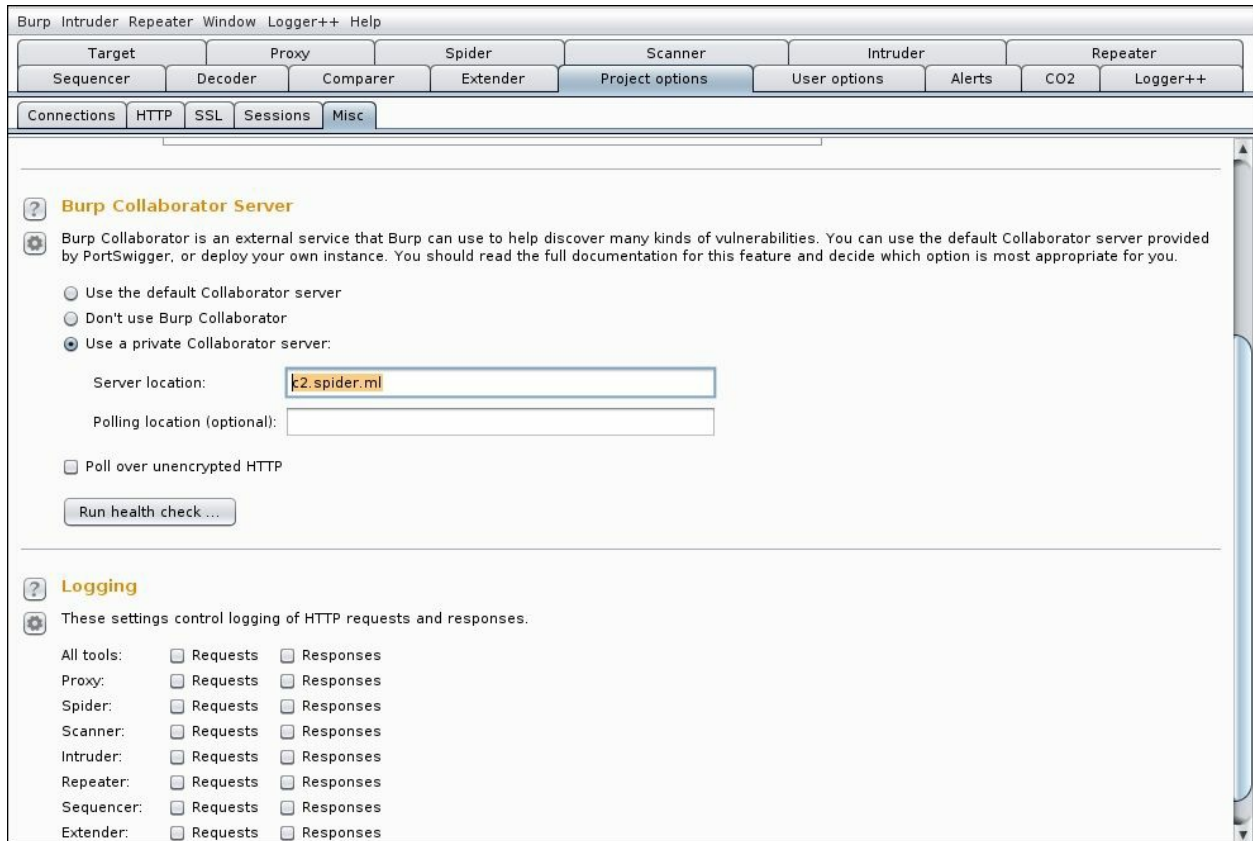 Burp Intruder Repeater Window Logger++ Help
Target Proxy Spider Scanner Intruder Repeater
Sequencer Decoder Comparer Extender Project options User options Alerts CO2 Logger++
Connections HTTP SSL Sessions Misc
? Burp Collaborator Server
Burp Collaborator is an external service that Burp can use to help discover many kinds of vulnerabilities. You can use the default Collaborator server provided
by PortSwigger, or deploy your own instance. You should read the full documentation for this feature and decide which option is most appropriate for you.
Use the default Collaborator server
Don't use Burp Collaborator
Use a private Collaborator server:
Server location: c2.spider.ml
Polling location (optional):
Poll over unencrypted HTTP
Run health check ...
? Logging
These settings control logging of HTTP requests and responses.
All tools: Requests Responses
Proxy: Requests Responses
Spider: Requests Responses
Scanner: Requests Responses
Intruder: Requests Responses
Repeater: Requests Responses
Sequencer: Requests Responses
Extender: Requests Responses